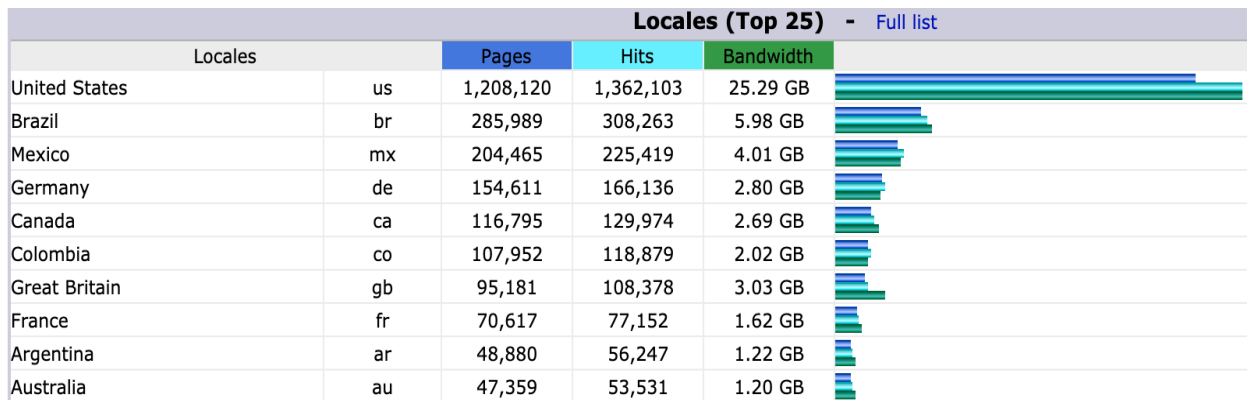 Locales (Top 25) - Full list
Locales Pages Hits Bandwidth
United States us 1,208,120 1,362,103 25.29 GB
Brazil br 285,989 308,263 5.98 GB
Mexico mx 204,465 225,419 4.01 GB
Germany de 154,611 166,136 2.80 GB
Canada ca 116,795 129,974 2.69 GB
Colombia co 107,952 118,879 2.02 GB
Great Britain gb 95,181 108,378 3.03 GB
France fr 70,617 77,152 1.62 GB
Argentina ar 48,880 56,247 1.22 GB
Australia au 47,359 53,531 1.20 GB